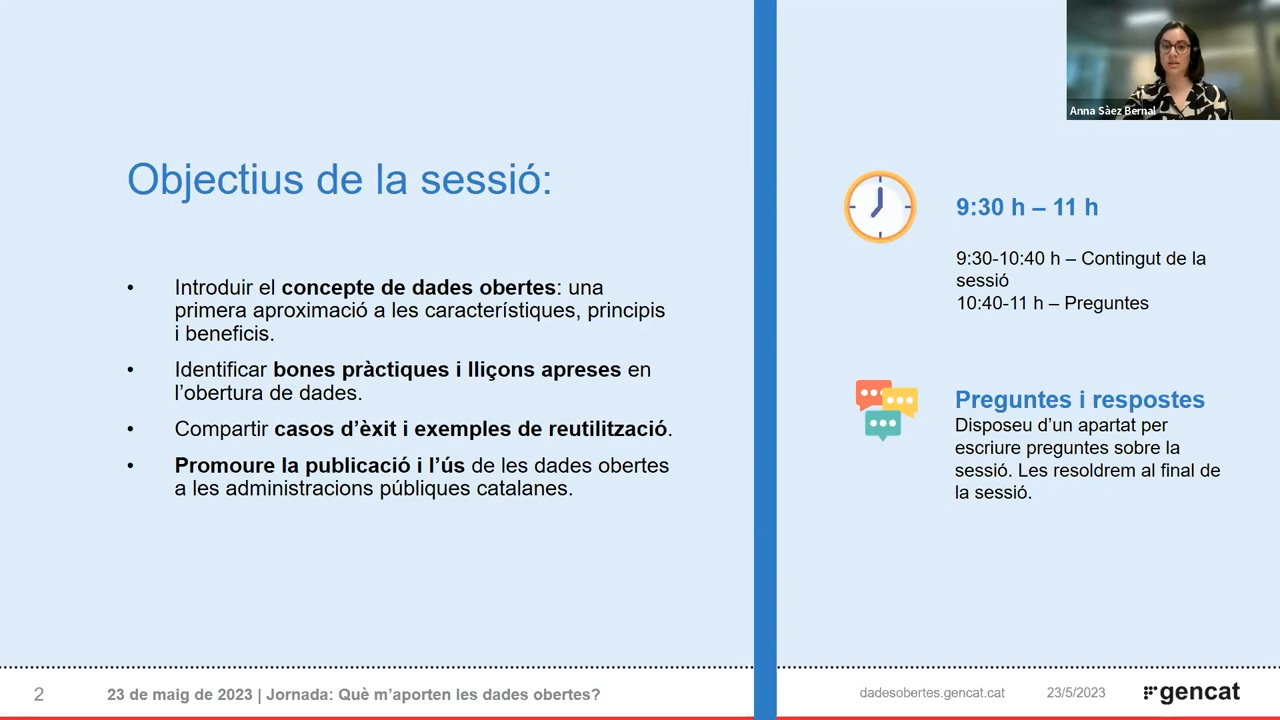 Objectius de la sessió:
• Introduir el concepte de dades obertes: una
primera aproximació a les característiques, principis
i beneficis.
• Identificar bones pràctiques i lliçons apreses en
l’obertura de dades.
• Compartir casos d’èxit i exemples de reutilització.
• Promoure la publicació i l’ús de les dades obertes
a les administracions públiques catalanes.
Anna Sàez Bernal
9:30 h – 11 h
9:30-10:40 h – Contingut de la
sessió
10:40-11 h – Preguntes
Preguntes i respostes
Disposeu d’un apartat per
escriure preguntes sobre la
sessió. Les resoldrem al final de
la sessió.
2
23 de maig de 2023 | Jornada: Què m’aporten les dades obertes?
dadesobertes.gencat.cat
23/5/2023
gencat